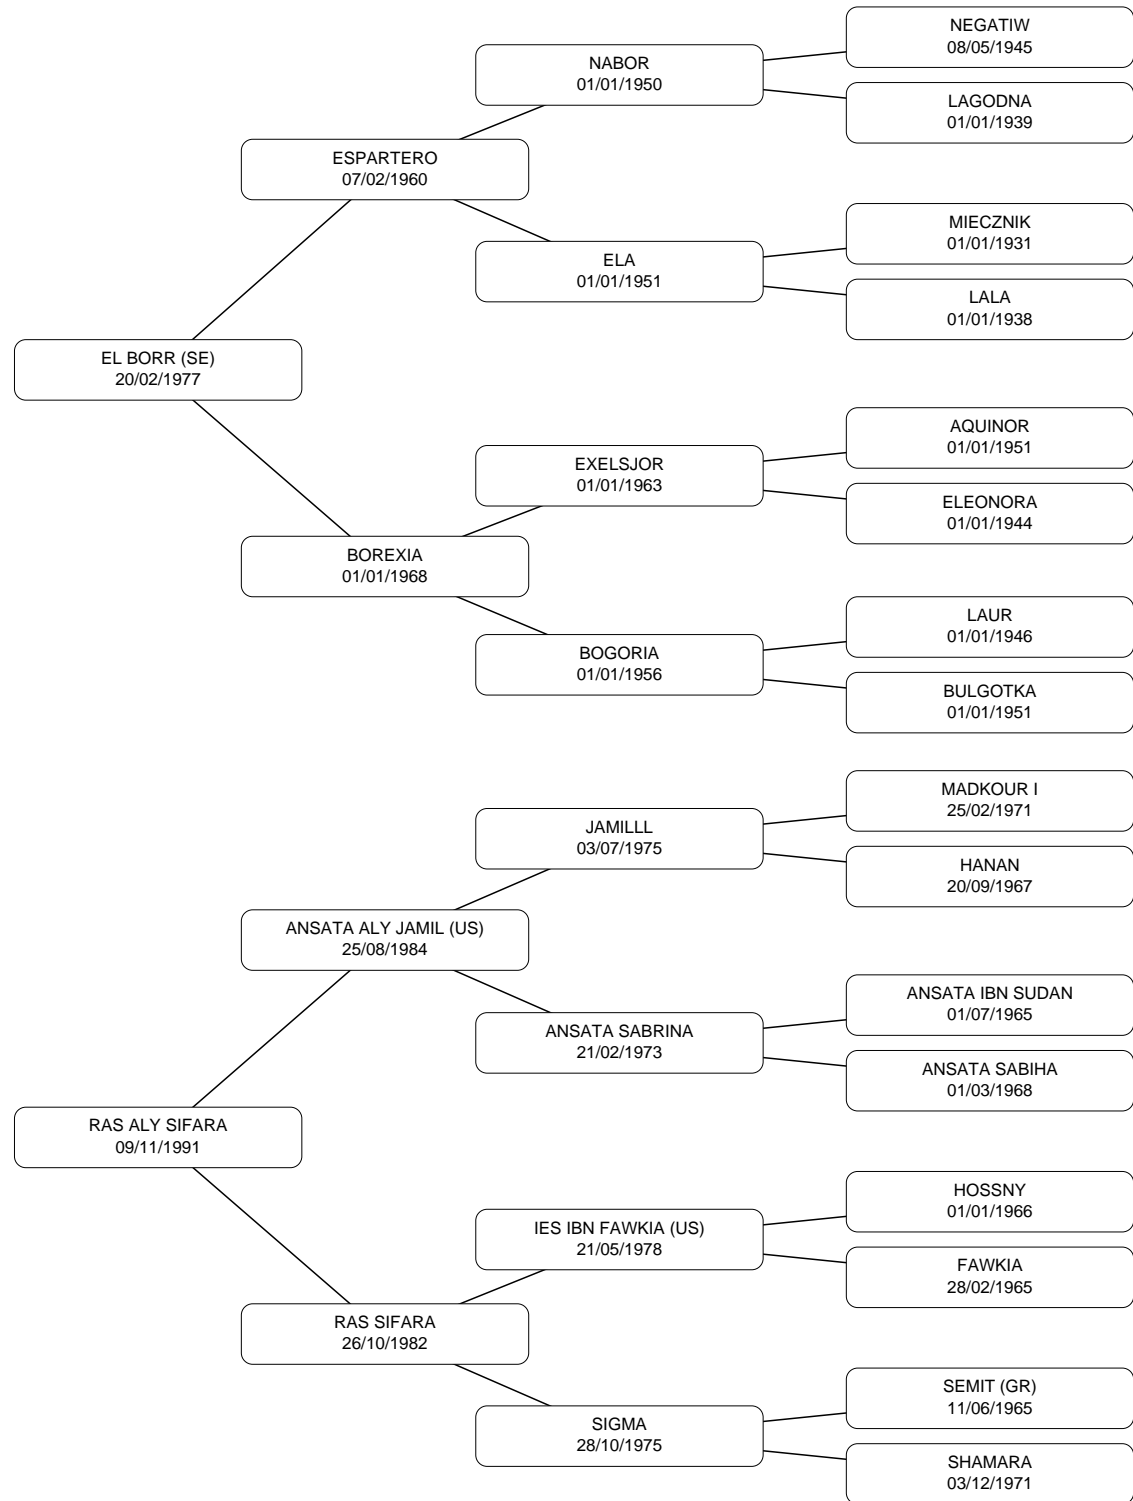 NEGATIW
08/05/1945
NABOR
01/01/1950
LAGODNA
01/01/1939
ESPARTERO
07/02/1960
MIECZNIK
01/01/1931
ELA
01/01/1951
LALA
01/01/1938
EL BORR (SE)
20/02/1977
AQUINOR
01/01/1951
EXELSJOR
01/01/1963
ELEONORA
01/01/1944
BOREXIA
01/01/1968
LAUR
01/01/1946
BOGORIA
01/01/1956
BULGOTKA
01/01/1951
MADKOUR I
25/02/1971
JAMILLL
03/07/1975
HANAN
20/09/1967
ANSATA ALY JAMIL (US)
25/08/1984
ANSATA IBN SUDAN
01/07/1965
ANSATA SABRINA
21/02/1973
ANSATA SABIHA
01/03/1968
RAS ALY SIFARA
09/11/1991
HOSSNY
01/01/1966
IES IBN FAWKIA (US)
21/05/1978
FAWKIA
28/02/1965
RAS SIFARA
26/10/1982
SEMIT (GR)
11/06/1965
SIGMA
28/10/1975
SHAMARA
03/12/1971